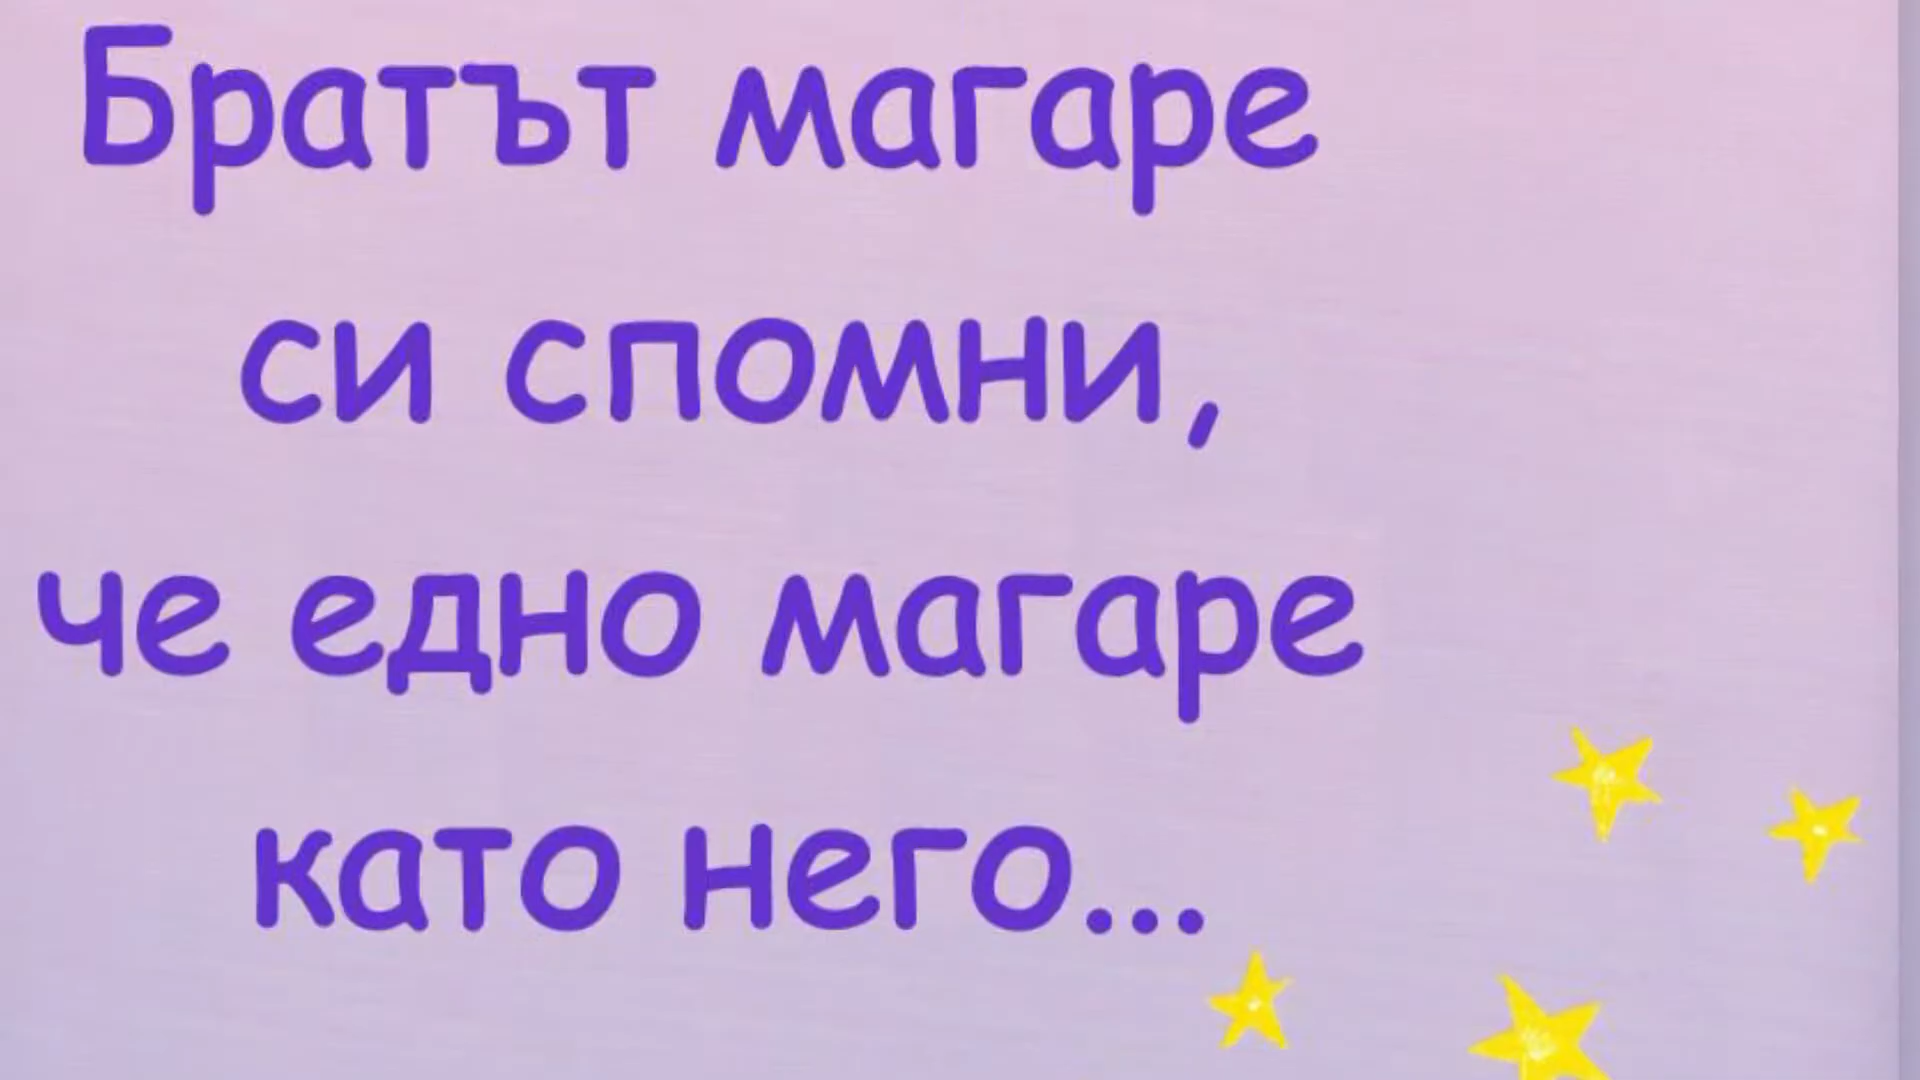 Братът магаре
си спомни,
че едно магаре
като него...